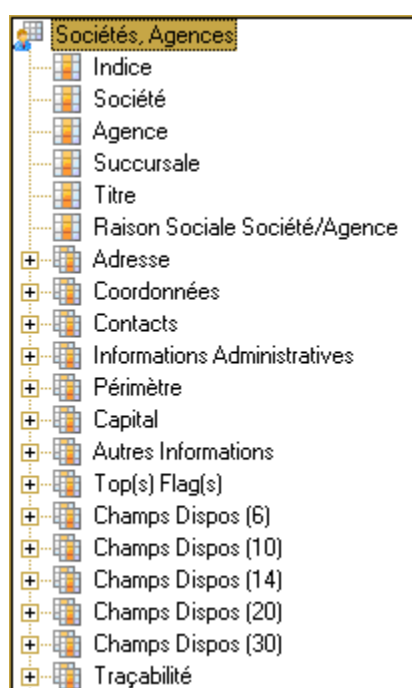 Sociétés, Agences
Indice
Société
Agence
Succursale
Titre
Raison Sociale Société/Agence
Adresse
Coordonnées
Contacts
Informations Administratives
Périmètre
Capital
Autres Informations
Top(s) Flag(s)
Champs Dispos (6)
Champs Dispos (10)
Champs Dispos (14)
Champs Dispos (20)
Champs Dispos (30)
Traçabilité